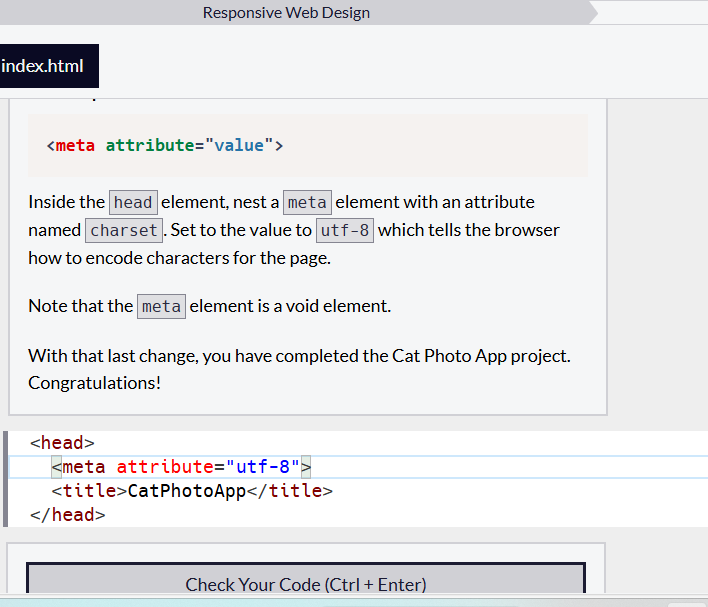 Responsive Web Design
index.html
<meta attribute="value">
Inside the head element, nest a meta element with an attribute
named charset. Set to the value to utf-8 which tells the browser
how to encode characters for the page.
Note that the meta element is a void element.
With that last change, you have completed the Cat Photo App project.
Congratulations!
<head>
<meta attribute="utf-8">
<title>CatPhotoApp</title>
</head>
Check Your Code (Ctrl + Enter)